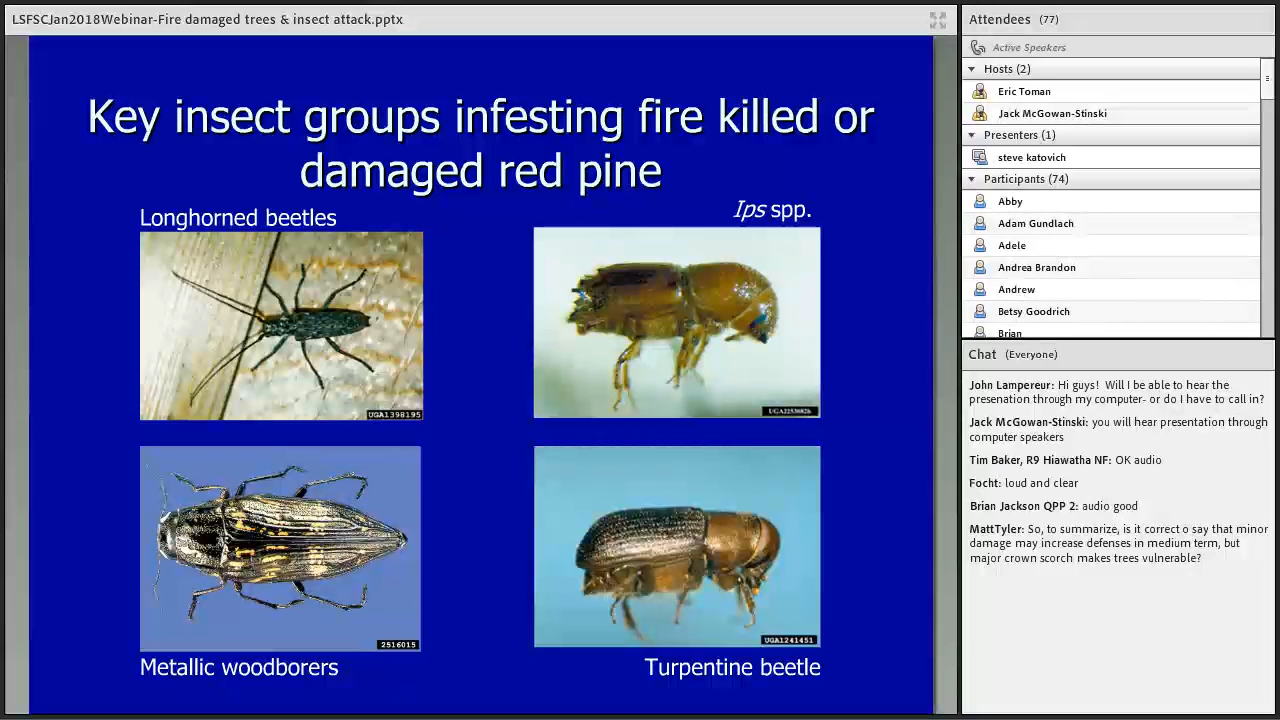 LSFSCJan2018Webinar-Fire damaged trees & insect attack.pptx
Key insect groups infesting fire killed or
damaged red pine
Longhorned beetles
Ips spp.
UGA1398195
UGA2253082b
2516015
UGA1241451
Metallic woodborers
Turpentine beetle
Attendees (77)
Active Speakers
Hosts (2)
Eric Toman
Jack McGowan-Stinski
Presenters (1)
steve katovich
Participants (74)
Abby
Adam Gundlach
Adele
Andrea Brandon
Andrew
Betsy Goodrich
Brian
Chat (Everyone)
John Lampereur: Hi guys! Will I be able to hear the
presenation through my computer- or do I have to call in?
Jack McGowan-Stinski: you will hear presentation through
computer speakers
Tim Baker, R9 Hiawatha NF: OK audio
Focht: loud and clear
Brian Jackson QPP 2: audio good
MattTyler: So, to summarize, is it correct o say that minor
damage may increase defenses in medium term, but
major crown scorch makes trees vulnerable?